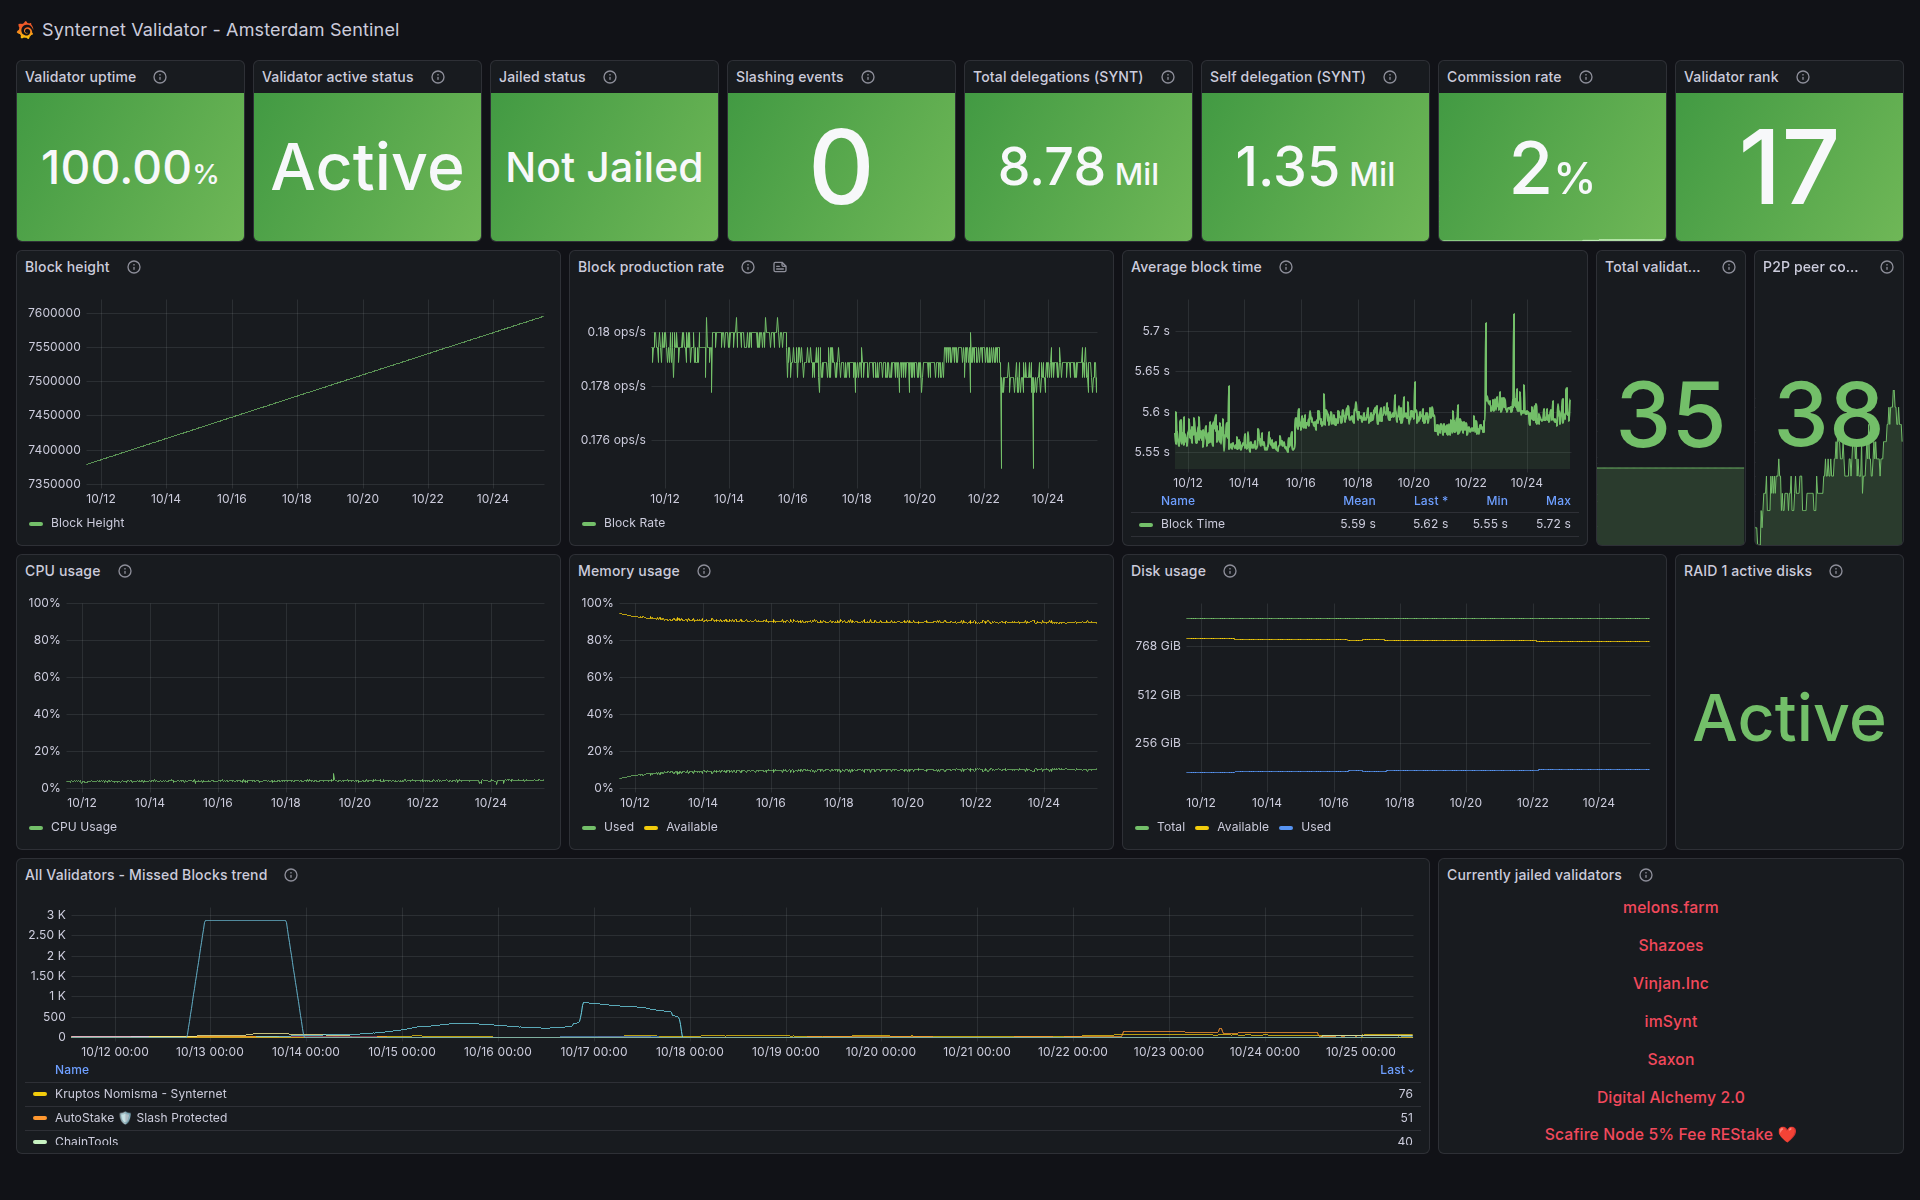 Synternet Validator - Amsterdam Sentinel
Validator uptime
100.00%
Validator active status
Active
Jailed status
Not Jailed
Slashing events
0
Total delegations (SYNT)
8.78 Mil
Self delegation (SYNT)
1.35 Mil
Commission rate
2%
Validator rank
17
Block height
7600000
7550000
7500000
7450000
7400000
7350000
10/12 10/14 10/16 10/18 10/20 10/22 10/24
Block Height
Block production rate
0.18 ops/s
0.178 ops/s
0.176 ops/s
10/12 10/14 10/16 10/18 10/20 10/22 10/24
Block Rate
Average block time
5.7 s
5.65 s
5.6 s
5.55 s
10/12 10/14 10/16 10/18 10/20 10/22 10/24
Name Mean Last * Min Max
Block Time 5.59 s 5.62 s 5.55 s 5.72 s
Total validat...
35
P2P peer co...
38
CPU usage
100%
80%
60%
40%
20%
0%
10/12 10/14 10/16 10/18 10/20 10/22 10/24
CPU Usage
Memory usage
100%
80%
60%
40%
20%
0%
10/12 10/14 10/16 10/18 10/20 10/22 10/24
Used Available
Disk usage
768 GiB
512 GiB
256 GiB
10/12 10/14 10/16 10/18 10/20 10/22 10/24
Total Available Used
RAID 1 active disks
Active
All Validators - Missed Blocks trend
3 K
2.50 K
2 K
1.50 K
1 K
500
0
10/12 00:00 10/13 00:00 10/14 00:00 10/15 00:00 10/16 00:00 10/17 00:00 10/18 00:00 10/19 00:00 10/20 00:00 10/21 00:00 10/22 00:00 10/23 00:00 10/24 00:00 10/25 00:00
Name Last
Kruptos Nomisma - Synternet 76
AutoStake 🛡️ Slash Protected 51
ChainTools 40
Currently jailed validators
melons.farm
Shazoes
Vinjan.Inc
imSynt
Saxon
Digital Alchemy 2.0
Scafire Node 5% Fee REStake ❤️